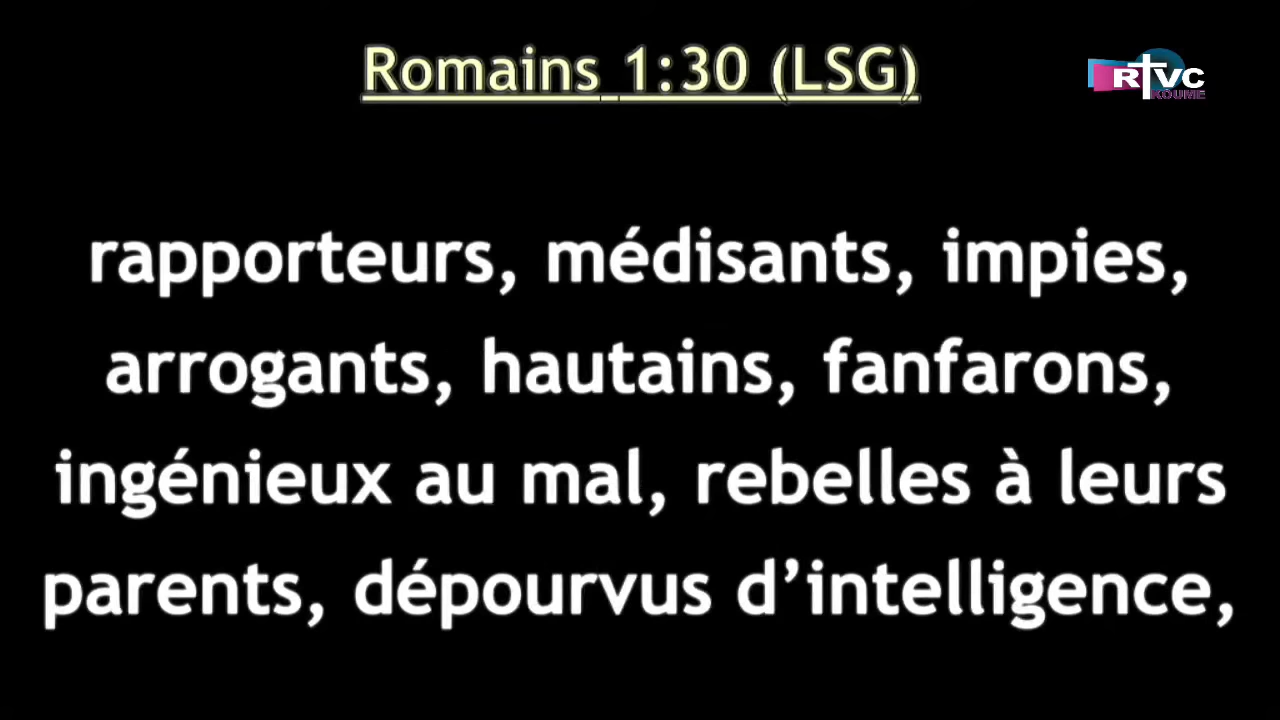 Romains 1:30 (LSG)
RTVC
KOUME
rapporteurs, médisants, impies,
arrogants, hautains, fanfarons,
ingénieux au mal, rebelles à leurs
parents, dépourvus d’intelligence,